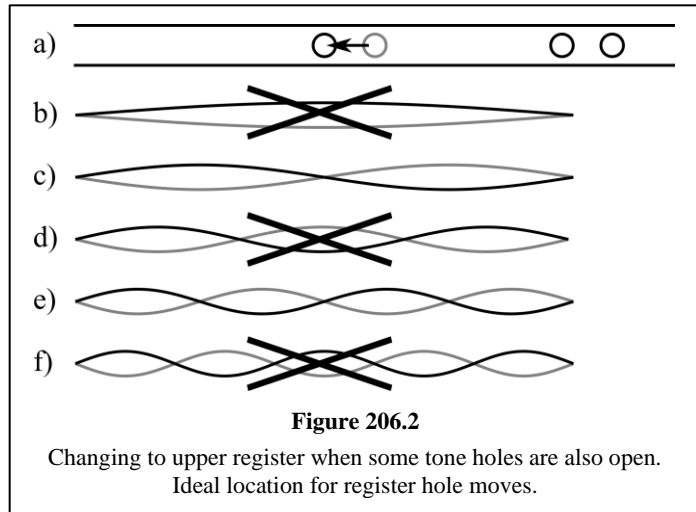 a)
b)
c)
d)
e)
f)
Figure 206.2
Changing to upper register when some tone holes are also open.
Ideal location for register hole moves.